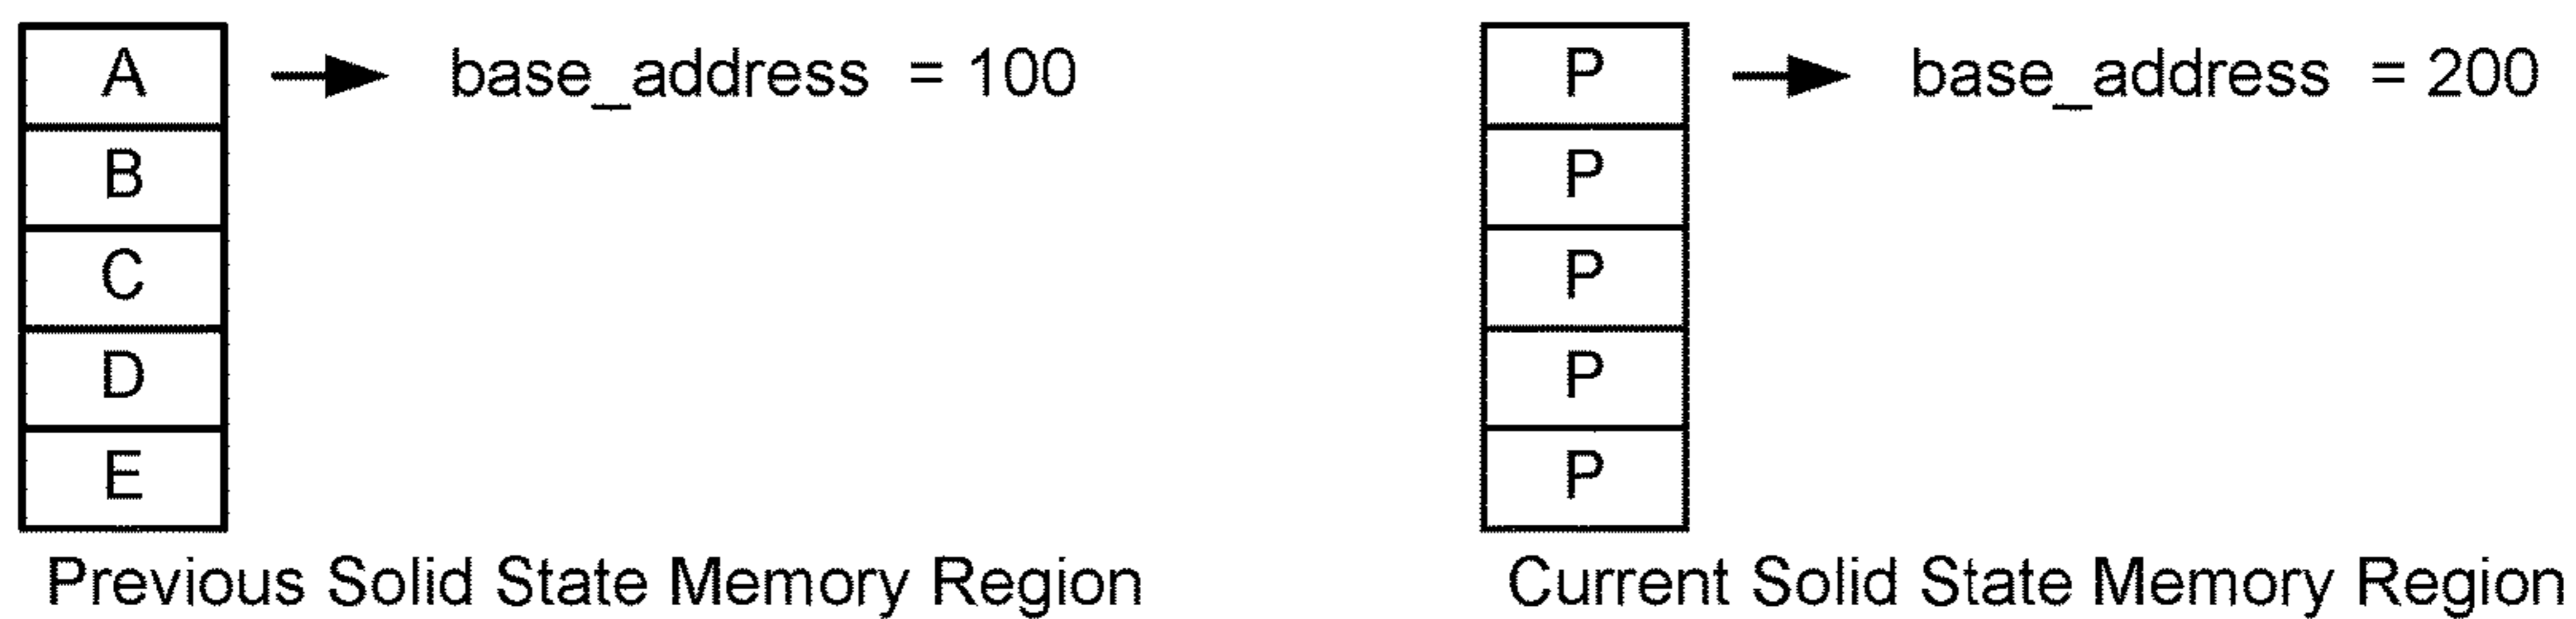 A base_address = 100
B
C
D
E
Previous Solid State Memory Region
P base_address = 200
P
P
P
P
Current Solid State Memory Region